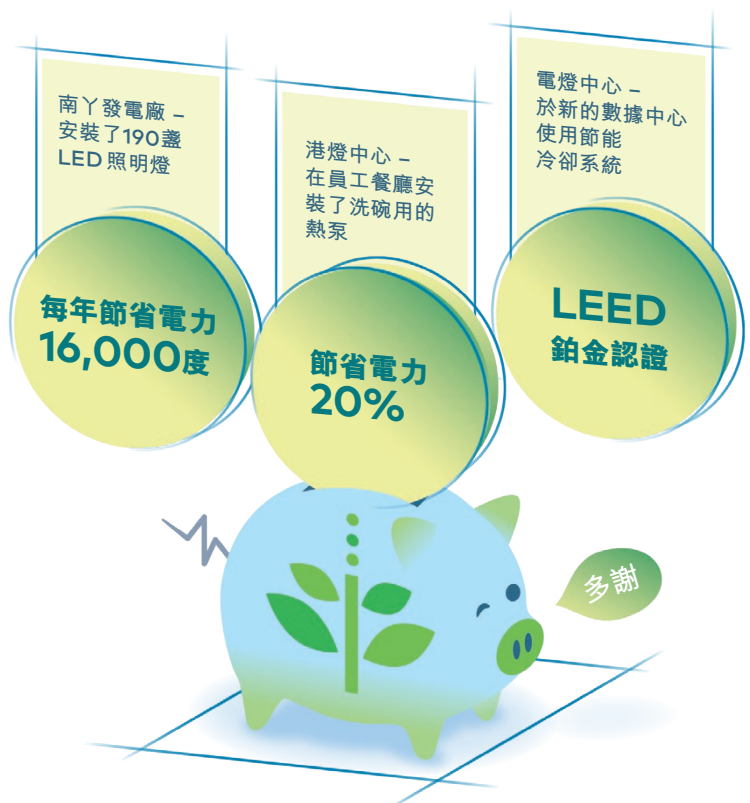 南丫發電廠 –
安裝了190盞
LED照明燈
每年節省電力
16,000度
港燈中心 –
在員工餐廳安
裝了洗碗用的
熱泵
節省電力
20%
電燈中心 –
於新的數據中心
使用節能
冷卻系統
LEED
鉑金認證
多謝